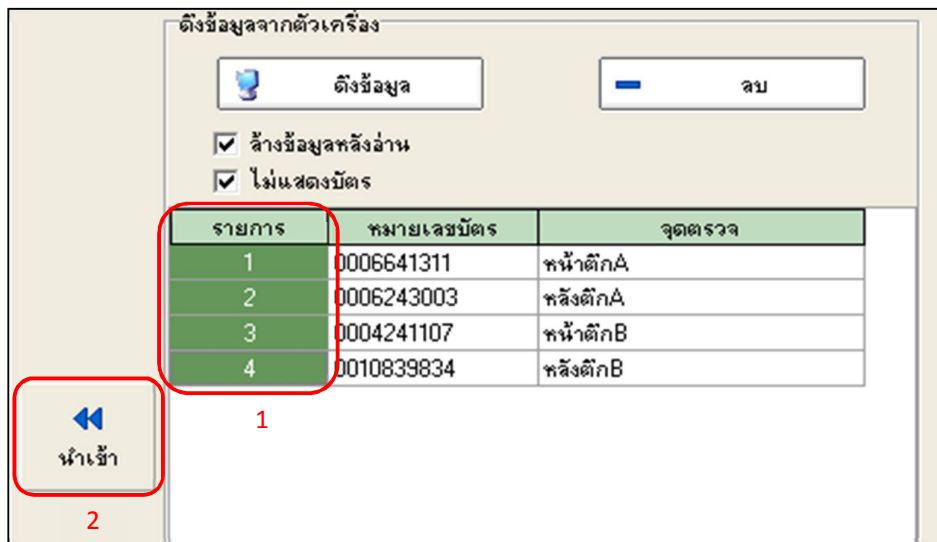 ดึงข้อมูลจากตัวเครื่อง
ดึงข้อมูล ลบ
ล้างข้อมูลหลังอ่าน
ไม่แสดงบัตร
รายการ หมายเลขบัตร จุดตรวจ
1 0006641311 หน้าตึกA
2 0006243003 หลังตึกA
3 0004241107 หน้าตึกB
4 0010839834 หลังตึกB
1
นำเข้า
2